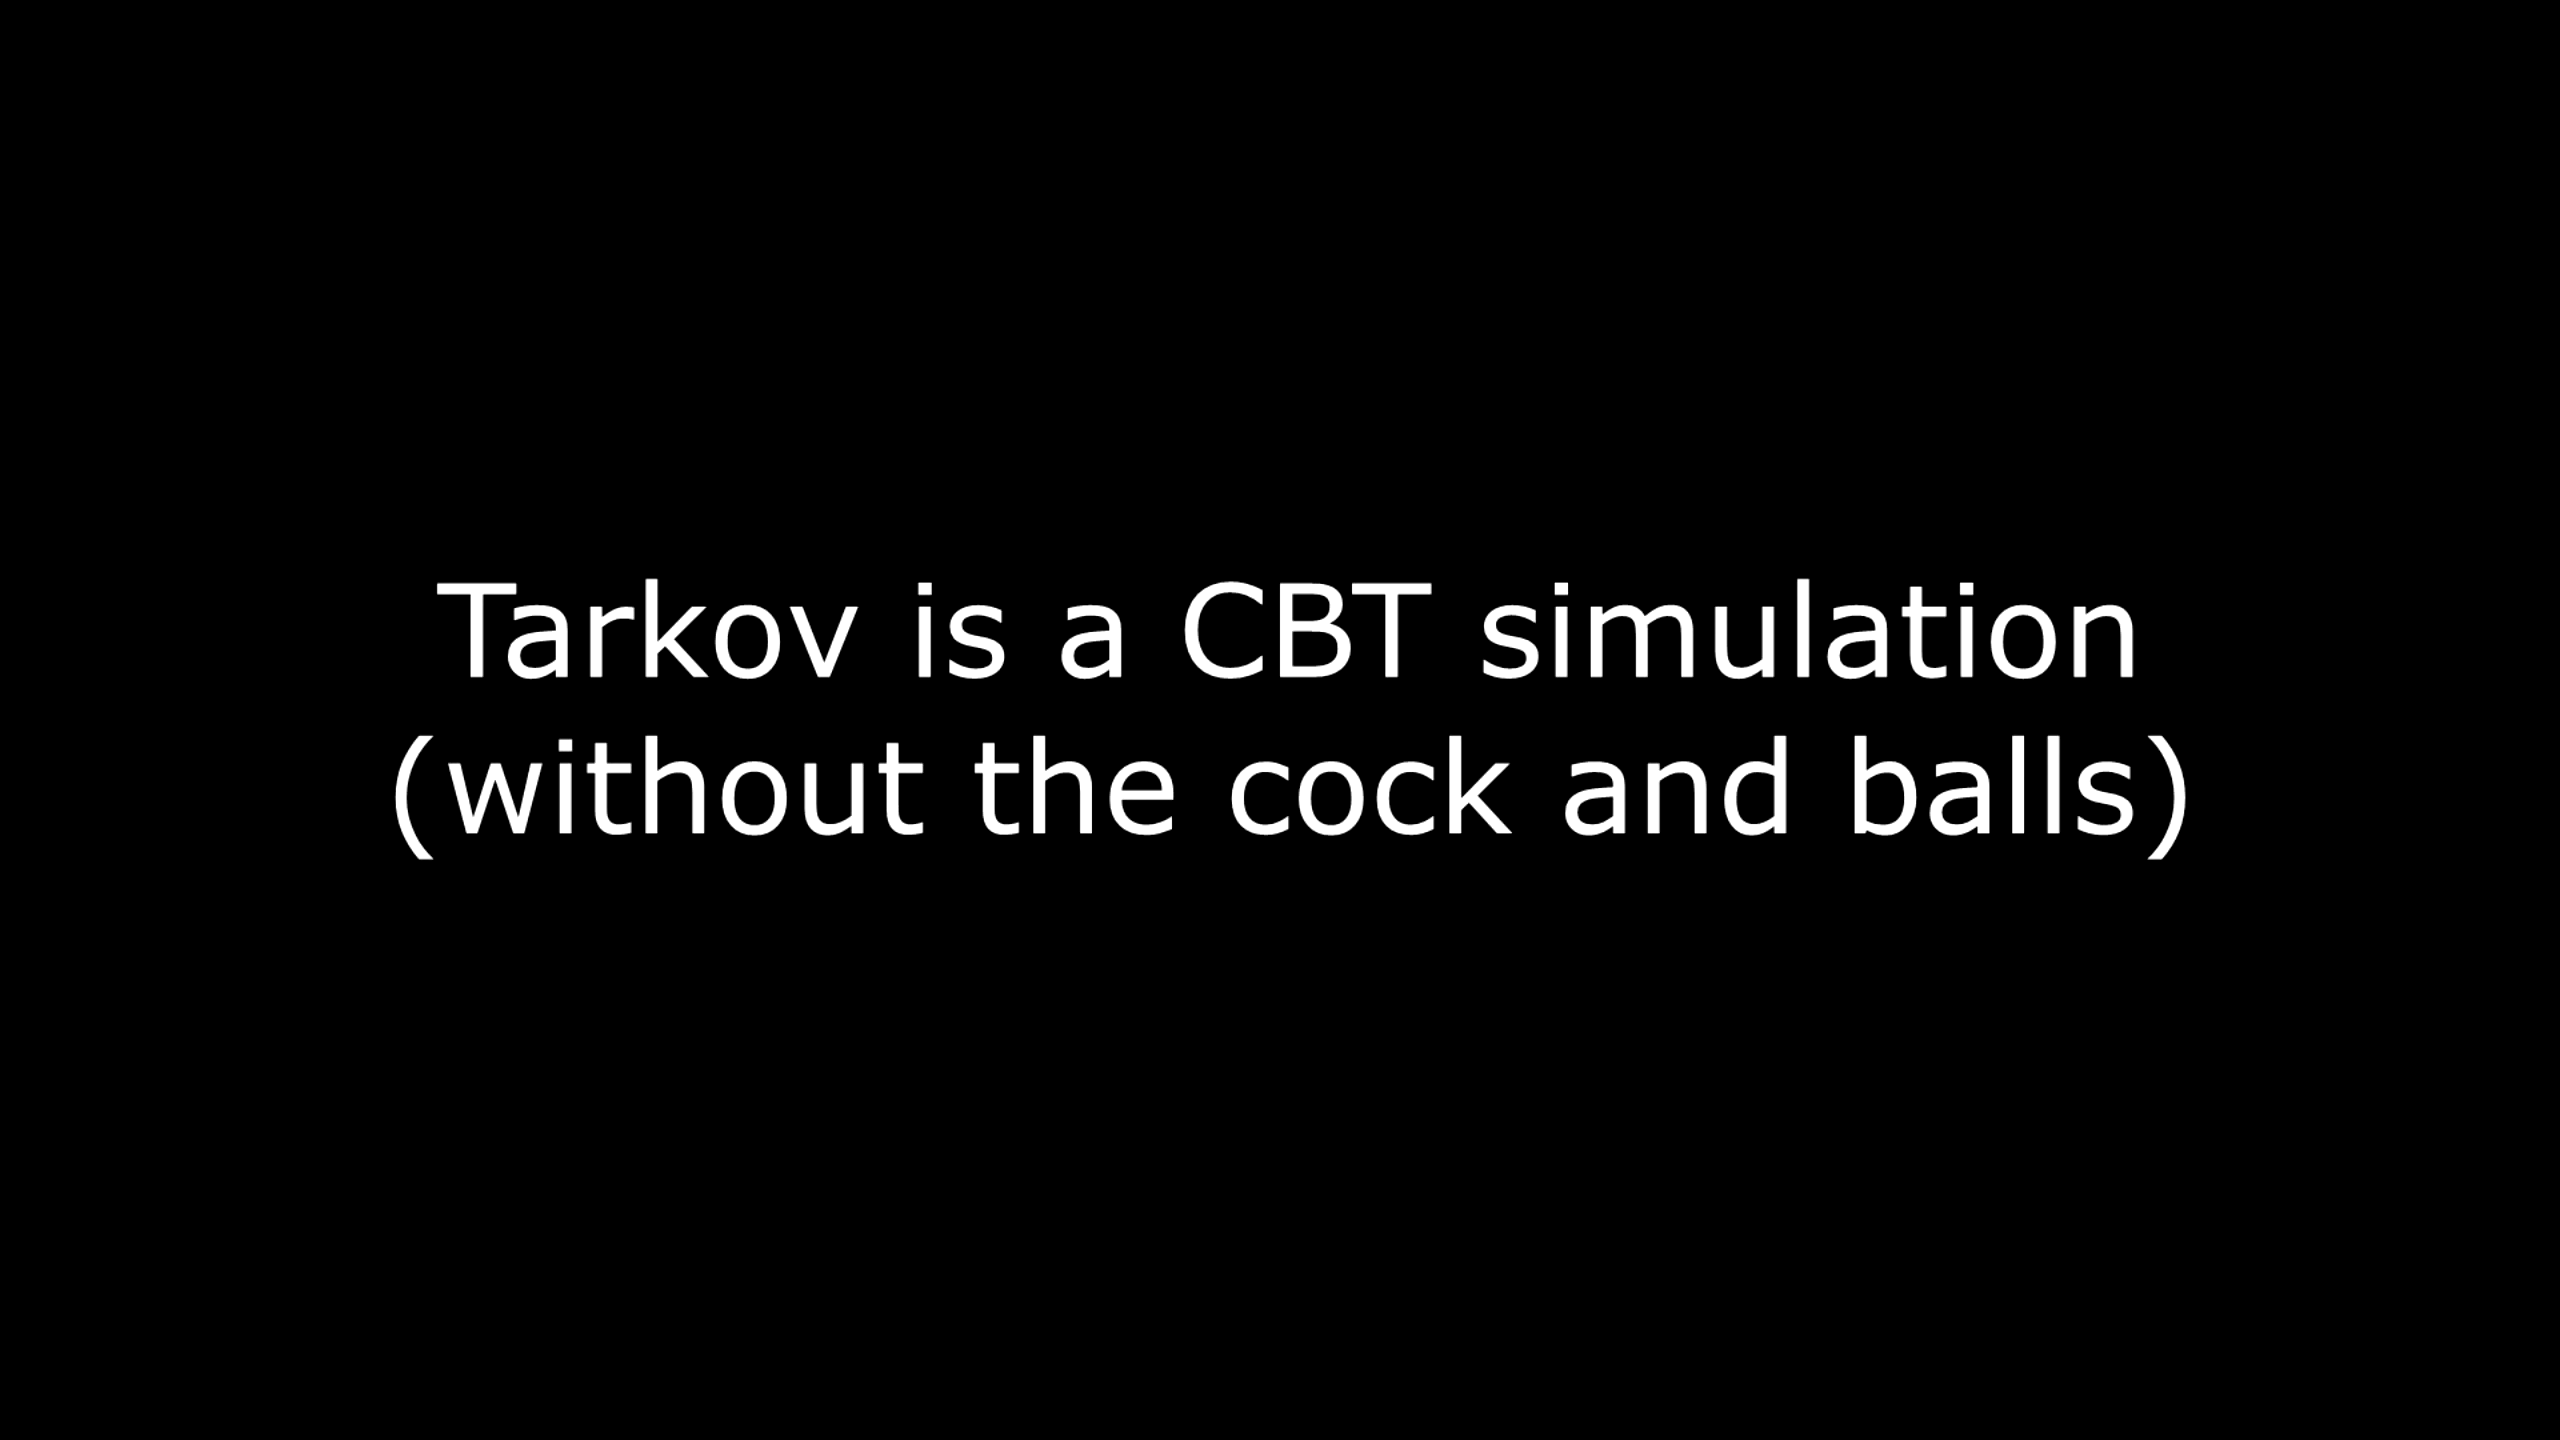 Tarkov is a CBT simulation
(without the cock and balls)